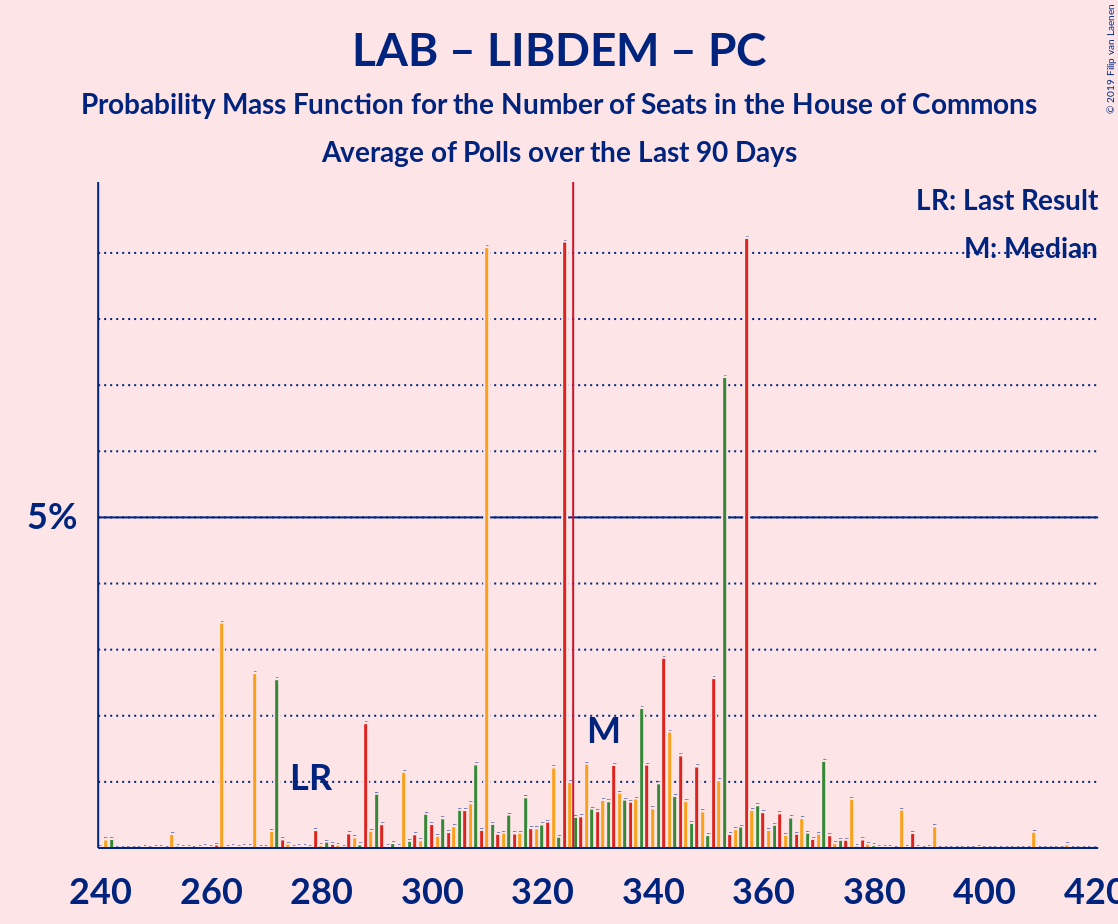 LAB – LIBDEM – PC
Probability Mass Function for the Number of Seats in the House of Commons
Average of Polls over the Last 90 Days
© 2019 Filip van Laenen
LR: Last Result
M: Median
5%
M
LR
240 260 280 300 320 340 360 380 400 420